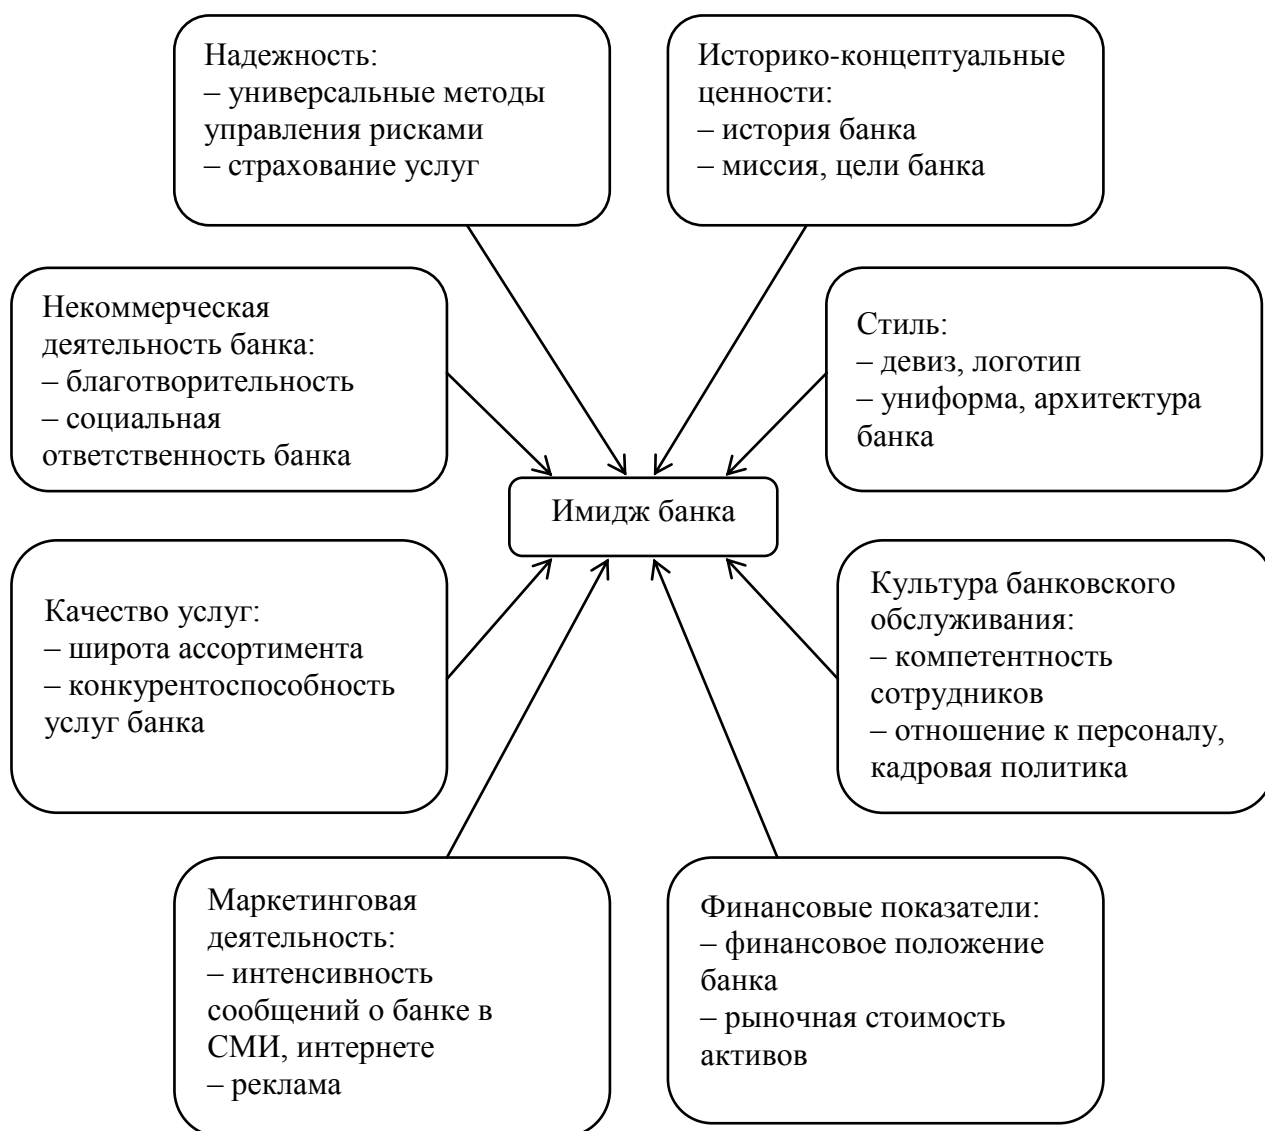 Надежность:
– универсальные методы
управления рисками
– страхование услуг
Историко-концептуальные
ценности:
– история банка
– миссия, цели банка
Некоммерческая
деятельность банка:
– благотворительность
– социальная
ответственность банка
Стиль:
– девиз, логотип
– униформа, архитектура
банка
Имидж банка
Качество услуг:
– широта ассортимента
– конкурентоспособность
услуг банка
Культура банковского
обслуживания:
– компетентность
сотрудников
– отношение к персоналу,
кадровая политика
Маркетинговая
деятельность:
– интенсивность
сообщений о банке в
СМИ, интернете
– реклама
Финансовые показатели:
– финансовое положение
банка
– рыночная стоимость
активов